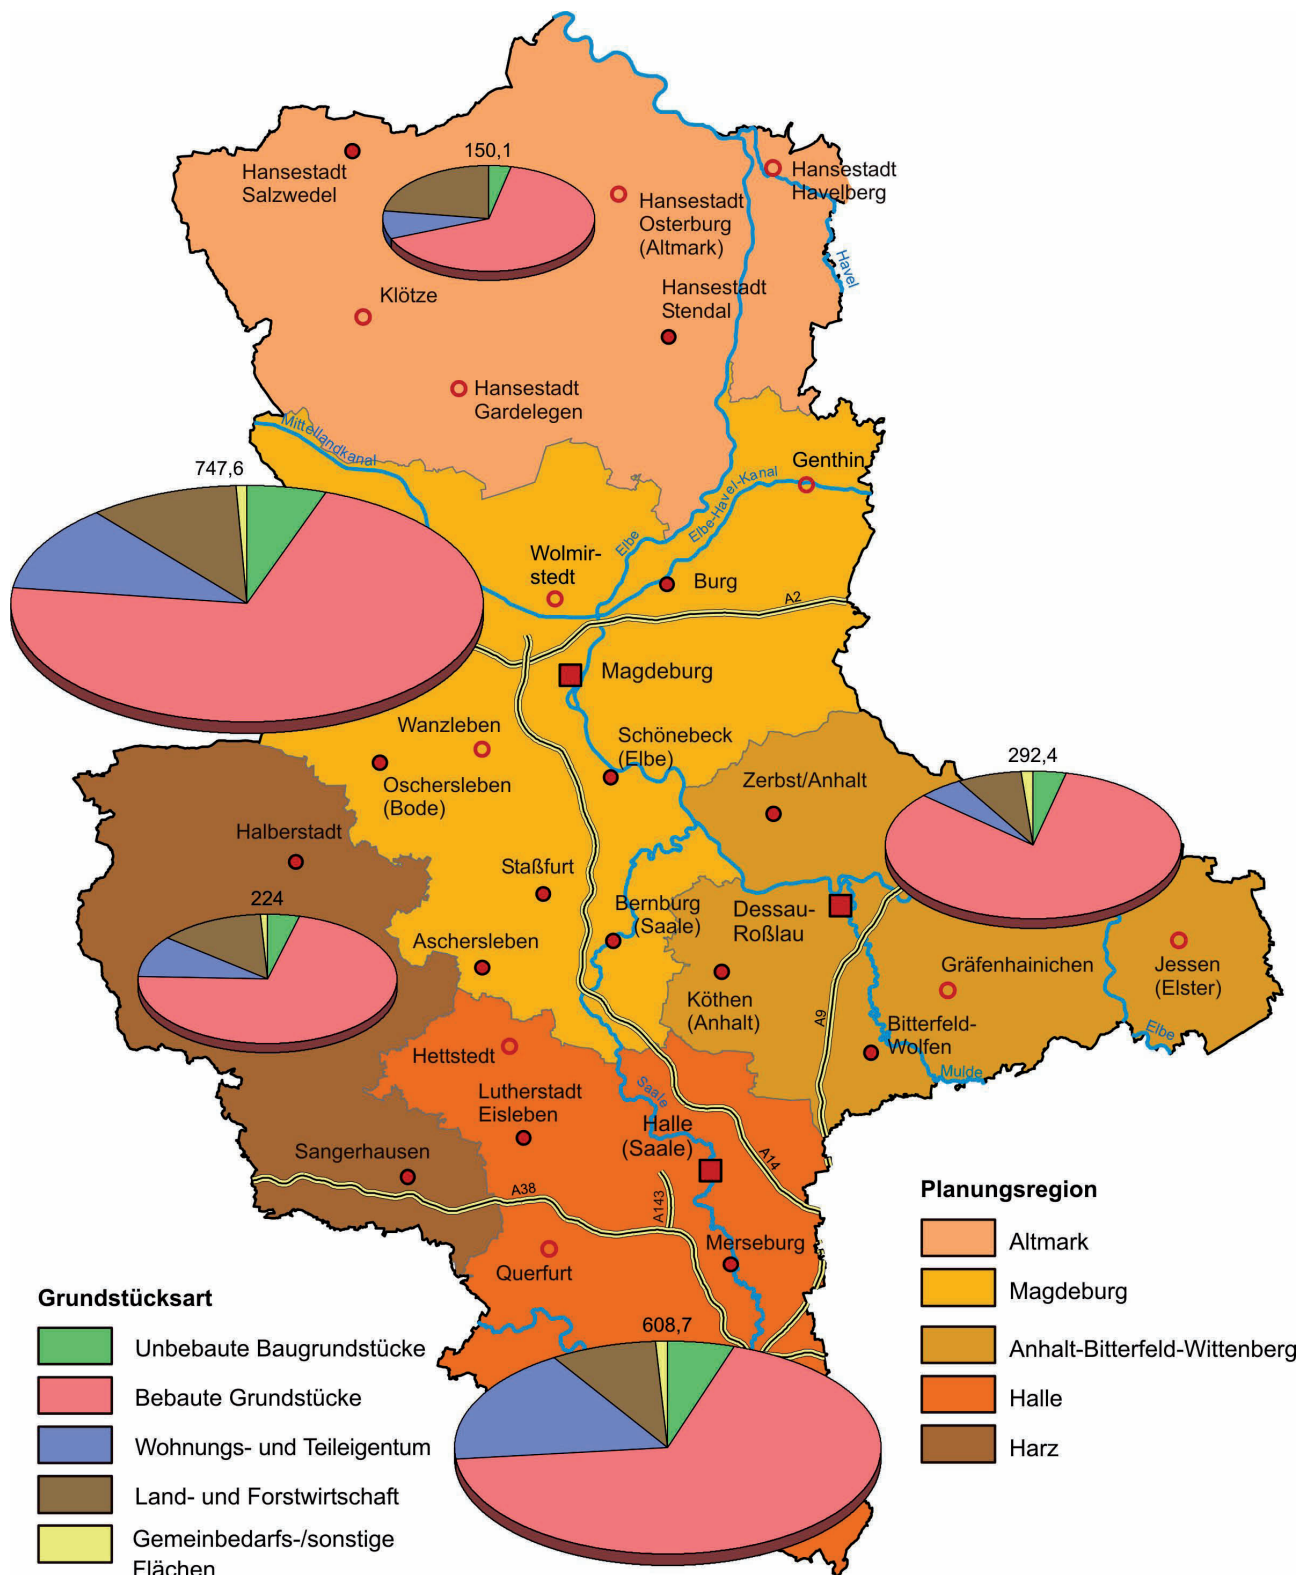 150,1
Hansestadt
Salzwedel
Hansestadt
Havelberg
Hansestadt
Osterburg
(Altmark)
Havel
Klötze
Hansestadt
Stendal
Hansestadt
Gardelegen
Mittellandkanal
747,6
Genthin
Elbe-Havel-Kanal
Elbe
Wolmir-
stedt
Burg
A2
Magdeburg
Wanzleben
Schönebeck
(Elbe)
Oschersleben
(Bode)
292,4
Zerbst/Anhalt
Halberstadt
Staßfurt
224
Bernburg
(Saale)
Dessau-
Roßlau
Aschersleben
Gräfenhainichen
Jessen
(Elster)
Köthen
(Anhalt)
A9
Bitterfeld-
Wolfen
Elbe
Mulde
Hettstedt
Saale
Lutherstadt
Eisleben
Halle
(Saale)
Sangerhausen
A14
A38
A143
Merseburg
Querfurt
608,7
Planungsregion
Altmark
Magdeburg
Anhalt-Bitterfeld-Wittenberg
Halle
Harz
Grundstücksart
Unbebaute Baugrundstücke
Bebaute Grundstücke
Wohnungs- und Teileigentum
Land- und Forstwirtschaft
Gemeinbedarfs-/sonstige
Flächen